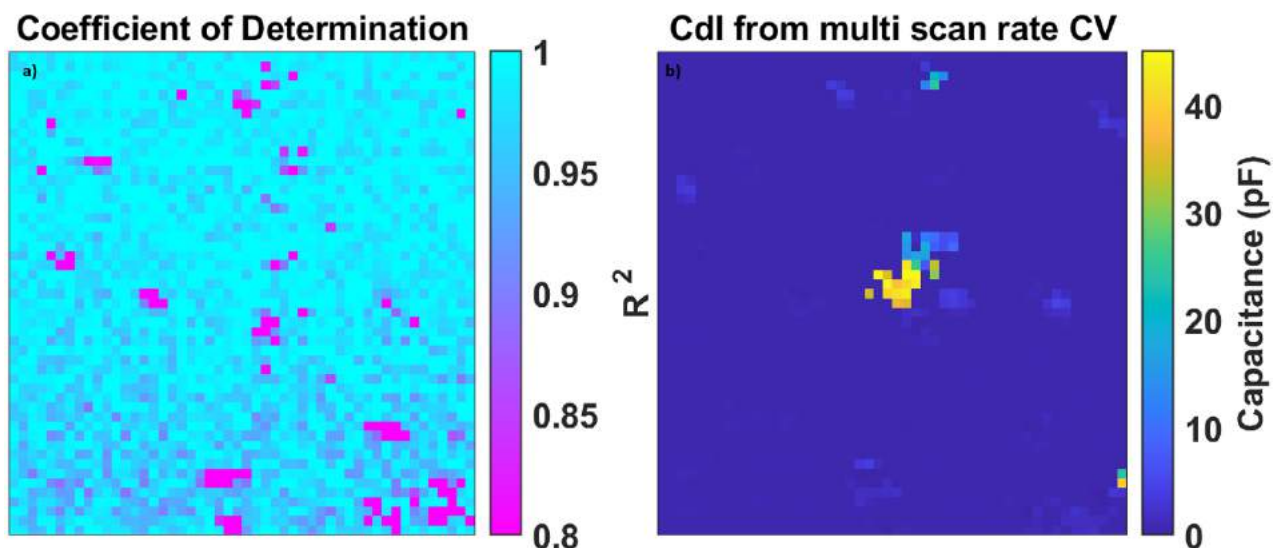 Coefficient of Determination
a)
1
0.95
0.9
0.85
0.8
R²
Cdl from multi scan rate CV
b)
40
30
20
10
0
Capacitance (pF)